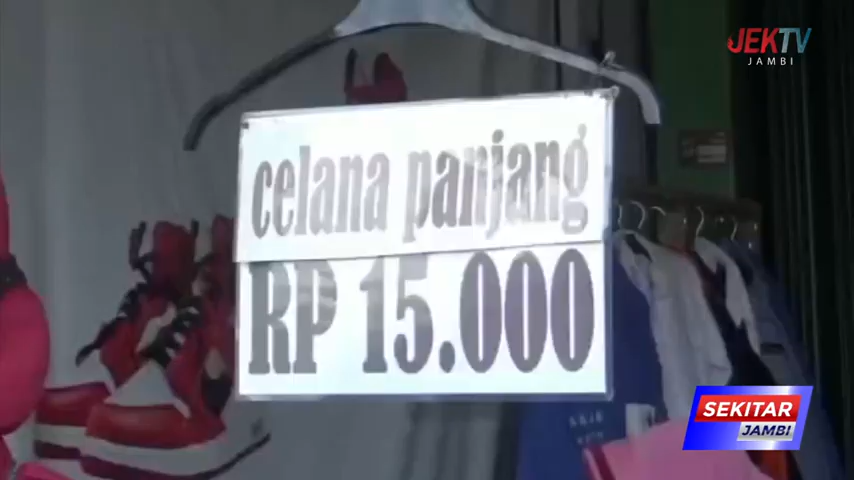 JEKTV
JAMBI
celana panjang
RP 15.000
SEKITAR
JAMBI